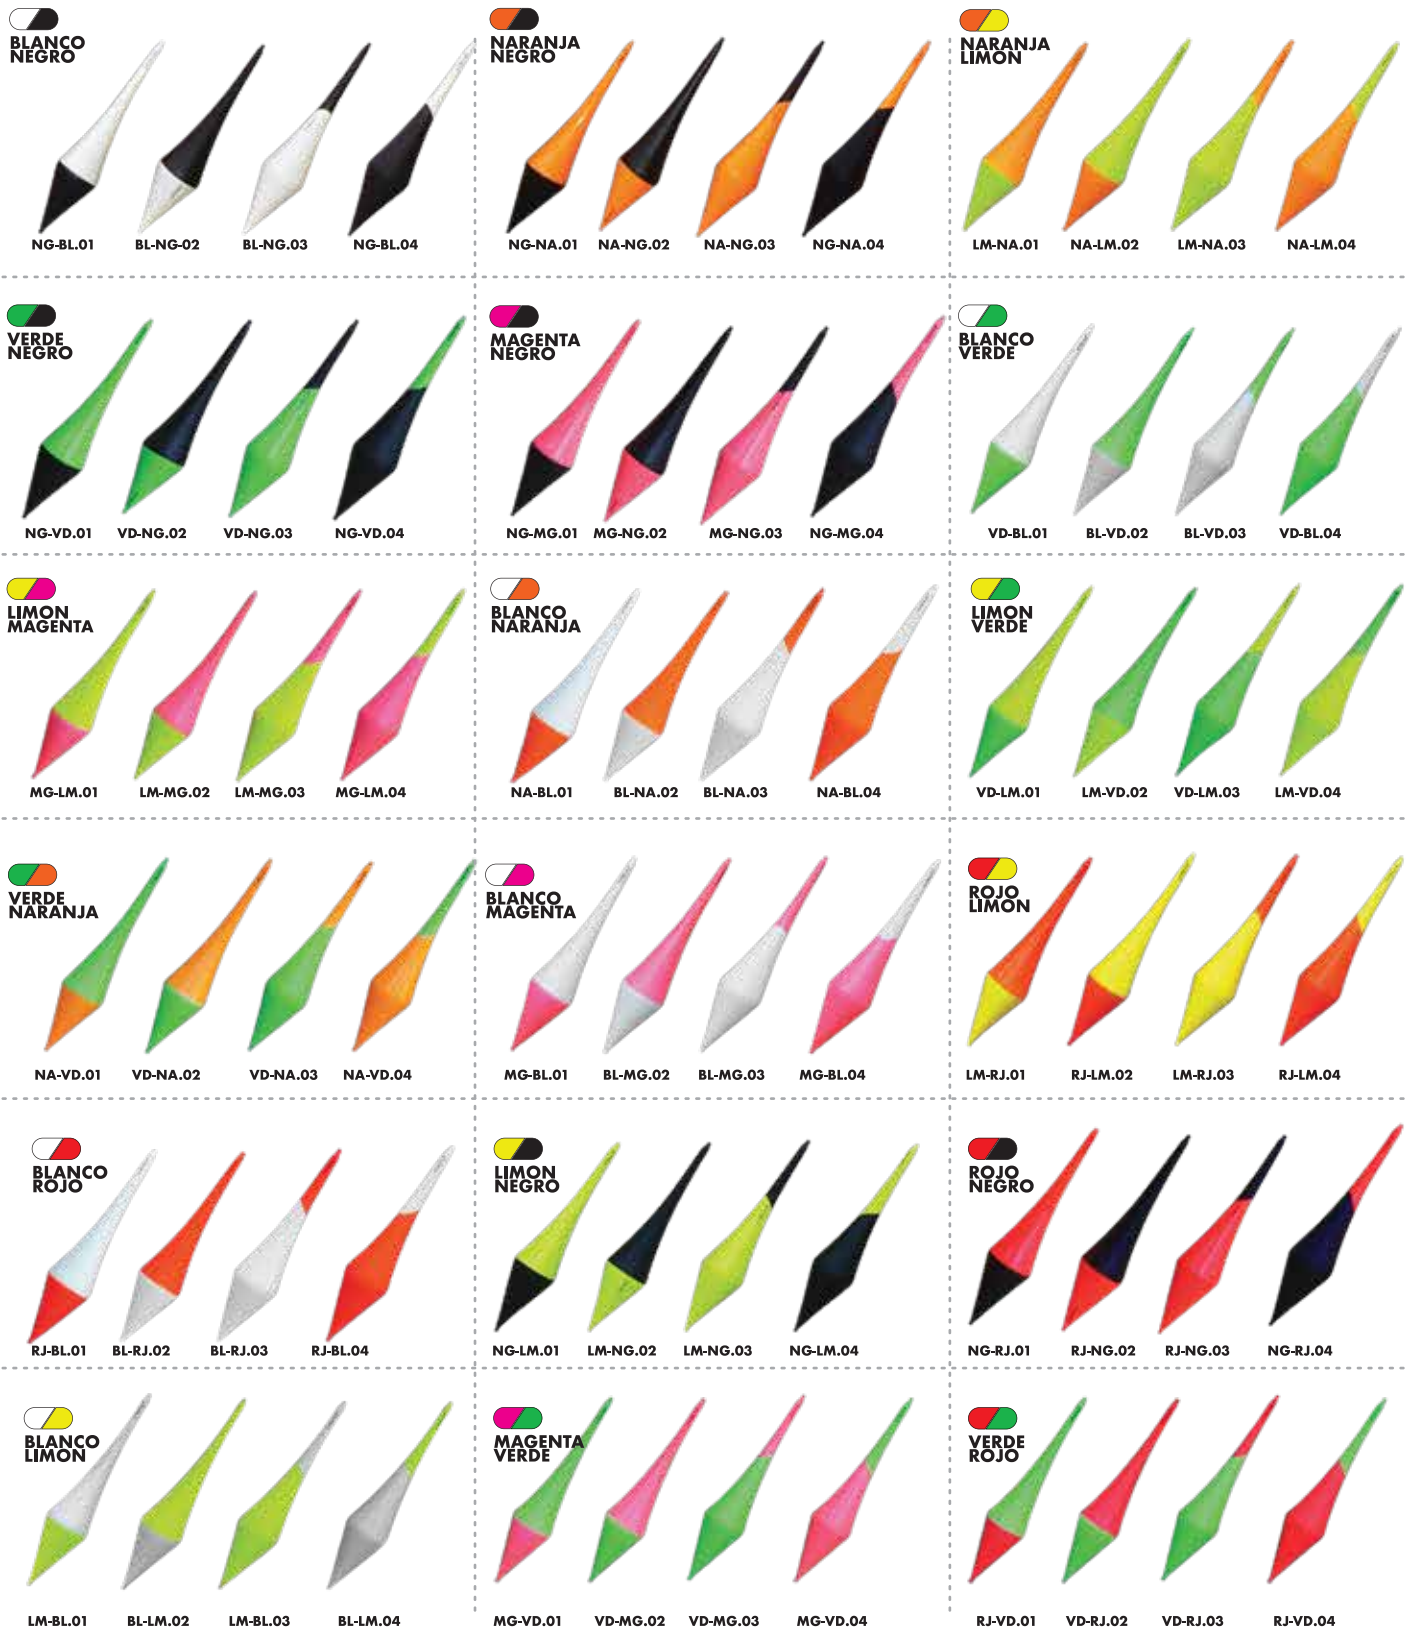 BLANCO
NEGRO
NG-BL.01
BL-NG-02
BL-NG.03
NG-BL.04
NARANJA
NEGRO
NG-NA.01
NA-NG.02
NA-NG.03
NG-NA.04
NARANJA
LIMON
LM-NA.01
NA-LM.02
LM-NA.03
NA-LM.04
VERDE
NEGRO
NG-VD.01
VD-NG.02
VD-NG.03
NG-VD.04
MAGENTA
NEGRO
NG-MG.01
MG-NG.02
MG-NG.03
NG-MG.04
BLANCO
VERDE
VD-BL.01
BL-VD.02
BL-VD.03
VD-BL.04
LIMON
MAGENTA
MG-LM.01
LM-MG.02
LM-MG.03
MG-LM.04
BLANCO
NARANJA
NA-BL.01
BL-NA.02
BL-NA.03
NA-BL.04
LIMON
VERDE
VD-LM.01
LM-VD.02
VD-LM.03
LM-VD.04
VERDE
NARANJA
NA-VD.01
VD-NA.02
VD-NA.03
NA-VD.04
BLANCO
MAGENTA
MG-BL.01
BL-MG.02
BL-MG.03
MG-BL.04
ROJO
LIMON
LM-RJ.01
RJ-LM.02
LM-RJ.03
RJ-LM.04
BLANCO
ROJO
RJ-BL.01
BL-RJ.02
BL-RJ.03
RJ-BL.04
LIMON
NEGRO
NG-LM.01
LM-NG.02
LM-NG.03
NG-LM.04
ROJO
NEGRO
NG-RJ.01
RJ-NG.02
RJ-NG.03
NG-RJ.04
BLANCO
LIMON
LM-BL.01
BL-LM.02
LM-BL.03
BL-LM.04
MAGENTA
VERDE
MG-VD.01
VD-MG.02
VD-MG.03
MG-VD.04
VERDE
ROJO
RJ-VD.01
VD-RJ.02
VD-RJ.03
RJ-VD.04